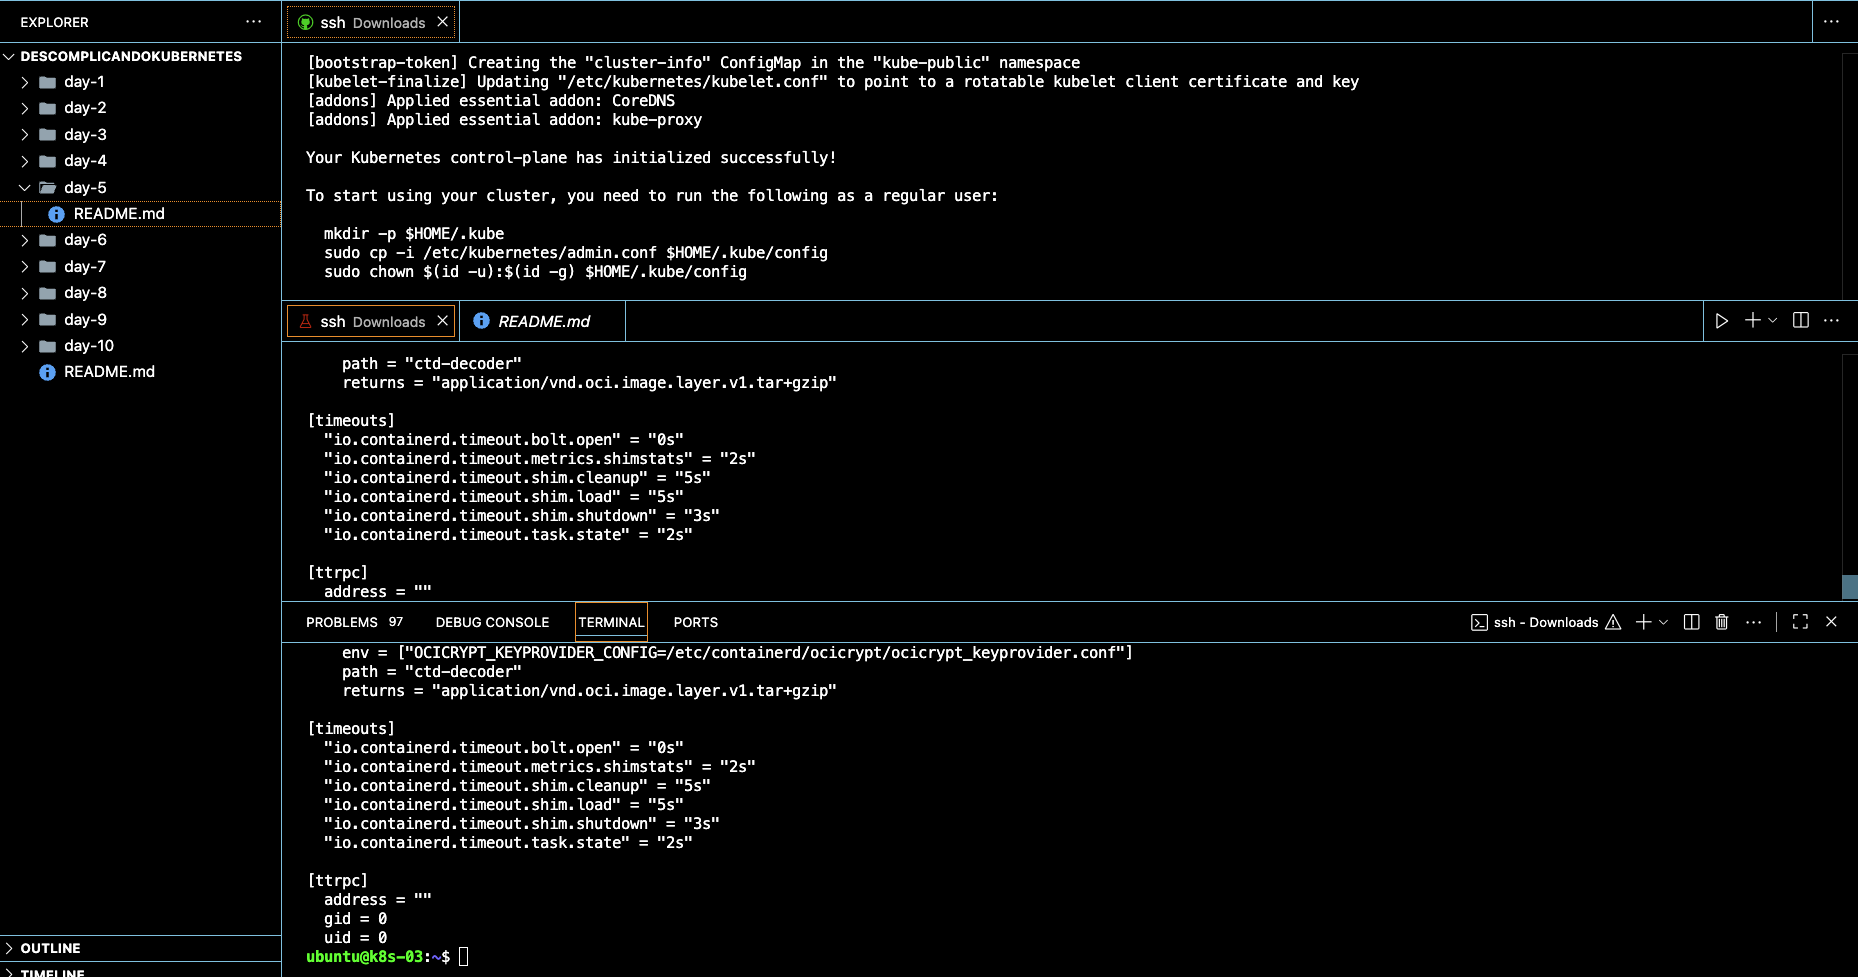 EXPLORER
DESCOMPLICANDOKUBERNETES
day-1
day-2
day-3
day-4
day-5
README.md
day-6
day-7
day-8
day-9
day-10
README.md
OUTLINE
TIMELINE
ssh Downloads
[bootstrap-token] Creating the "cluster-info" ConfigMap in the "kube-public" namespace
[kubelet-finalize] Updating "/etc/kubernetes/kubelet.conf" to point to a rotatable kubelet client certificate and key
[addons] Applied essential addon: CoreDNS
[addons] Applied essential addon: kube-proxy
Your Kubernetes control-plane has initialized successfully!
To start using your cluster, you need to run the following as a regular user:
mkdir -p $HOME/.kube
sudo cp -i /etc/kubernetes/admin.conf $HOME/.kube/config
sudo chown $(id -u):$(id -g) $HOME/.kube/config
ssh Downloads README.md
path = "ctd-decoder"
returns = "application/vnd.oci.image.layer.v1.tar+gzip"
[timeouts]
"io.containerd.timeout.bolt.open" = "0s"
"io.containerd.timeout.metrics.shimstats" = "2s"
"io.containerd.timeout.shim.cleanup" = "5s"
"io.containerd.timeout.shim.load" = "5s"
"io.containerd.timeout.shim.shutdown" = "3s"
"io.containerd.timeout.task.state" = "2s"
[ttrpc]
address = ""
PROBLEMS 97 DEBUG CONSOLE TERMINAL PORTS ssh - Downloads
env = ["OCICRYPT_KEYPROVIDER_CONFIG=/etc/containerd/ocicrypt/ocicrypt_keyprovider.conf"]
path = "ctd-decoder"
returns = "application/vnd.oci.image.layer.v1.tar+gzip"
[timeouts]
"io.containerd.timeout.bolt.open" = "0s"
"io.containerd.timeout.metrics.shimstats" = "2s"
"io.containerd.timeout.shim.cleanup" = "5s"
"io.containerd.timeout.shim.load" = "5s"
"io.containerd.timeout.shim.shutdown" = "3s"
"io.containerd.timeout.task.state" = "2s"
[ttrpc]
address = ""
gid = 0
uid = 0
ubuntu@k8s-03:~$